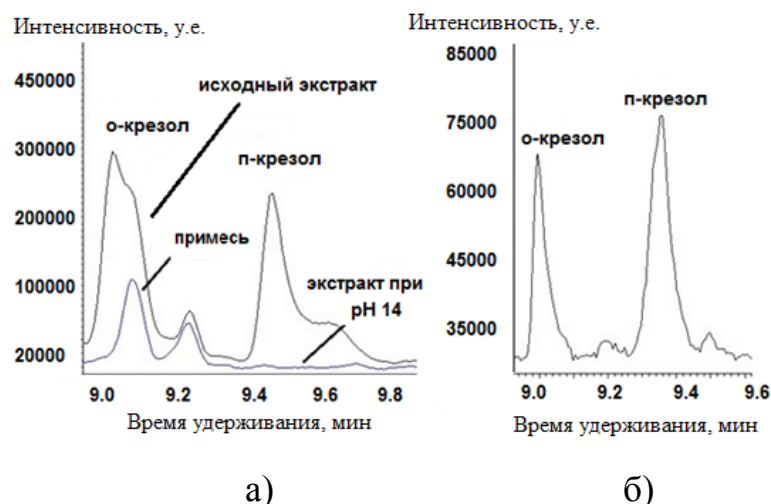 Интенсивность, у.е.
450000
300000
200000
100000
20000
исходный экстракт
о-крезол
п-крезол
примесь
экстракт при
pH 14
9.0 9.2 9.4 9.6 9.8
Время удерживания, мин
а)
Интенсивность, у.е.
85000
75000
60000
45000
35000
п-крезол
о-крезол
9.0 9.2 9.4 9.6
Время удерживания, мин
б)